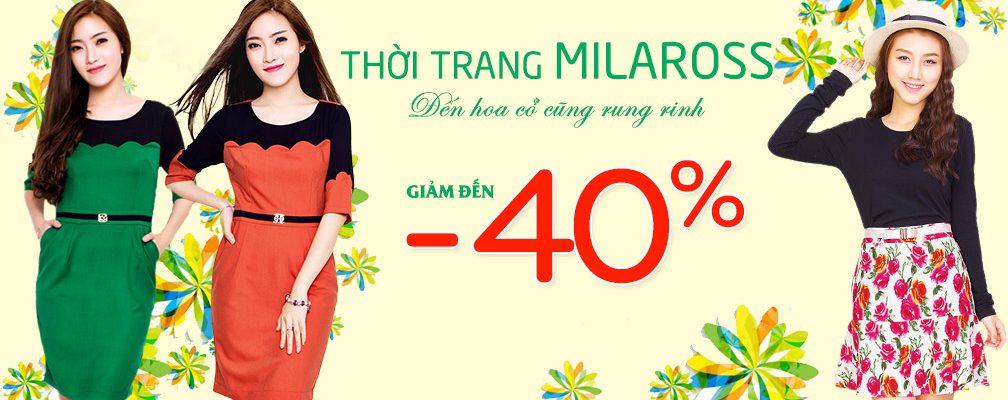 THỜI TRANG MILAROSS
Đến hoa cỏ cũng rung rinh
GIẢM ĐẾN
-40%